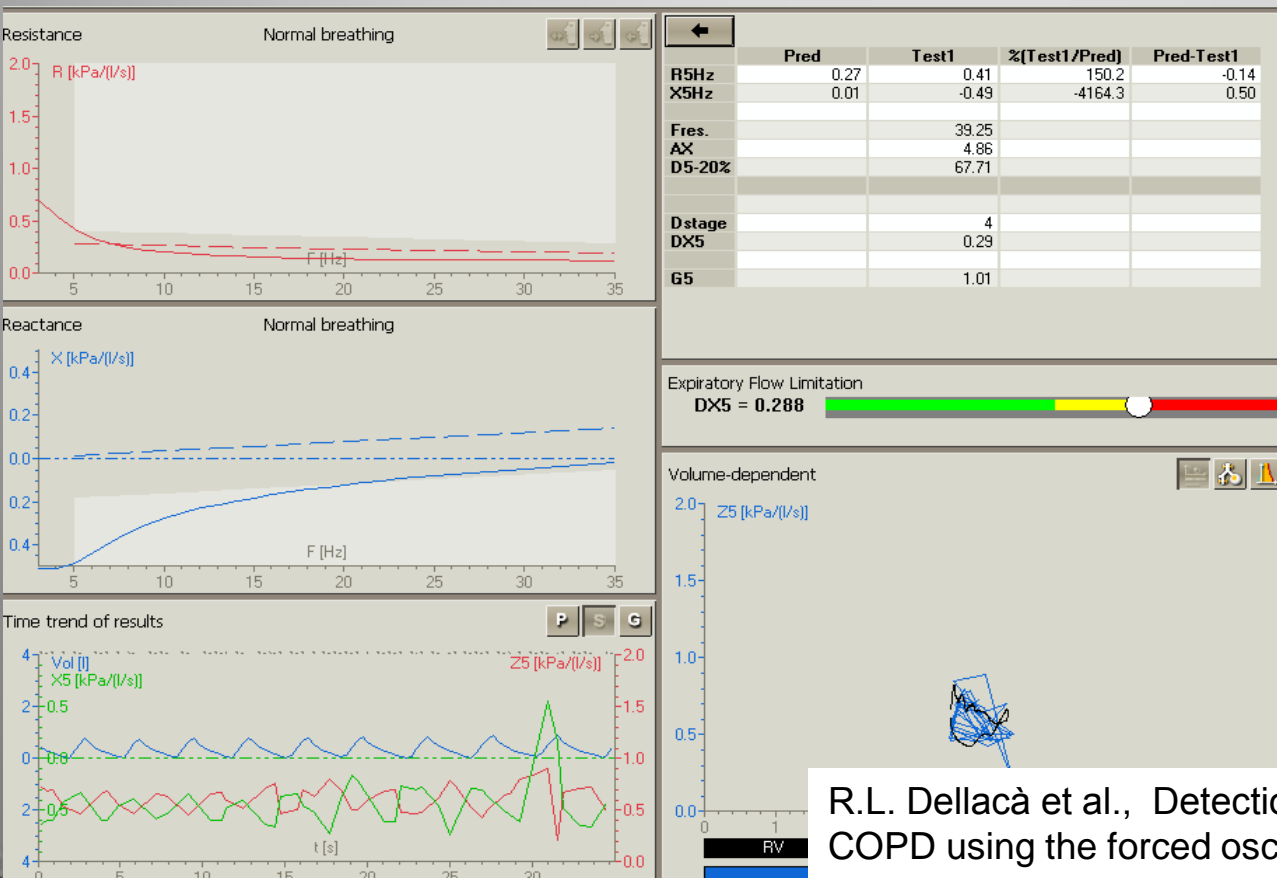 Resistance Normal breathing
R [kPa/(l/s)]
2.0
1.5
1.0
0.5
0.0
F [Hz]
5 10 15 20 25 30 35
Reactance Normal breathing
X [kPa/(l/s)]
0.4
0.2
0.0
0.2
0.4
F [Hz]
5 10 15 20 25 30 35
Time trend of results P S G
4 Vol [l] Z5 [kPa/(l/s)] 2.0
X5 [kPa/(l/s)]
2 0.5 1.5
0 0.0 1.0
2 0.5 0.5
t [s]
4 0.0
0 5 10 15 20 25 30
Pred Test1 %(Test1/Pred) Pred-Test1
R5Hz 0.27 0.41 150.2 -0.14
X5Hz 0.01 -0.49 -4164.3 0.50
Fres. 39.25
AX 4.86
D5-20% 67.71
Dstage 4
DX5 0.29
G5 1.01
Expiratory Flow Limitation
DX5 = 0.288
Volume-dependent
2.0 Z5 [kPa/(l/s)]
1.5
1.0
0.5
0.0
0 1
RV
R.L. Dellacà et al., Detectio
COPD using the forced osc